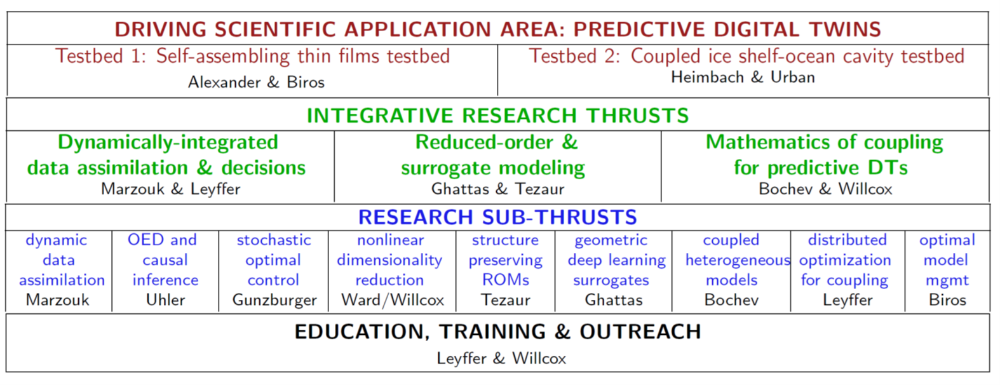 DRIVING SCIENTIFIC APPLICATION AREA: PREDICTIVE DIGITAL TWINS
Testbed 1: Self-assembling thin films testbed
Alexander & Biros
Testbed 2: Coupled ice shelf-ocean cavity testbed
Heimbach & Urban
INTEGRATIVE RESEARCH THRUSTS
Dynamically-integrated
data assimilation & decisions
Marzouk & Leyffer
Reduced-order &
surrogate modeling
Ghattas & Tezaur
Mathematics of coupling
for predictive DTs
Bochev & Willcox
RESEARCH SUB-THRUSTS
dynamic
data
assimilation
Marzouk
OED and
causal
inference
Uhler
stochastic
optimal
control
Gunzburger
nonlinear
dimensionality
reduction
Ward/Willcox
structure
preserving
ROMs
Tezaur
geometric
deep learning
surrogates
Ghattas
coupled
heterogeneous
models
Bochev
distributed
optimization
for coupling
Leyffer
optimal
model
mgmt
Biros
EDUCATION, TRAINING & OUTREACH
Leyffer & Willcox